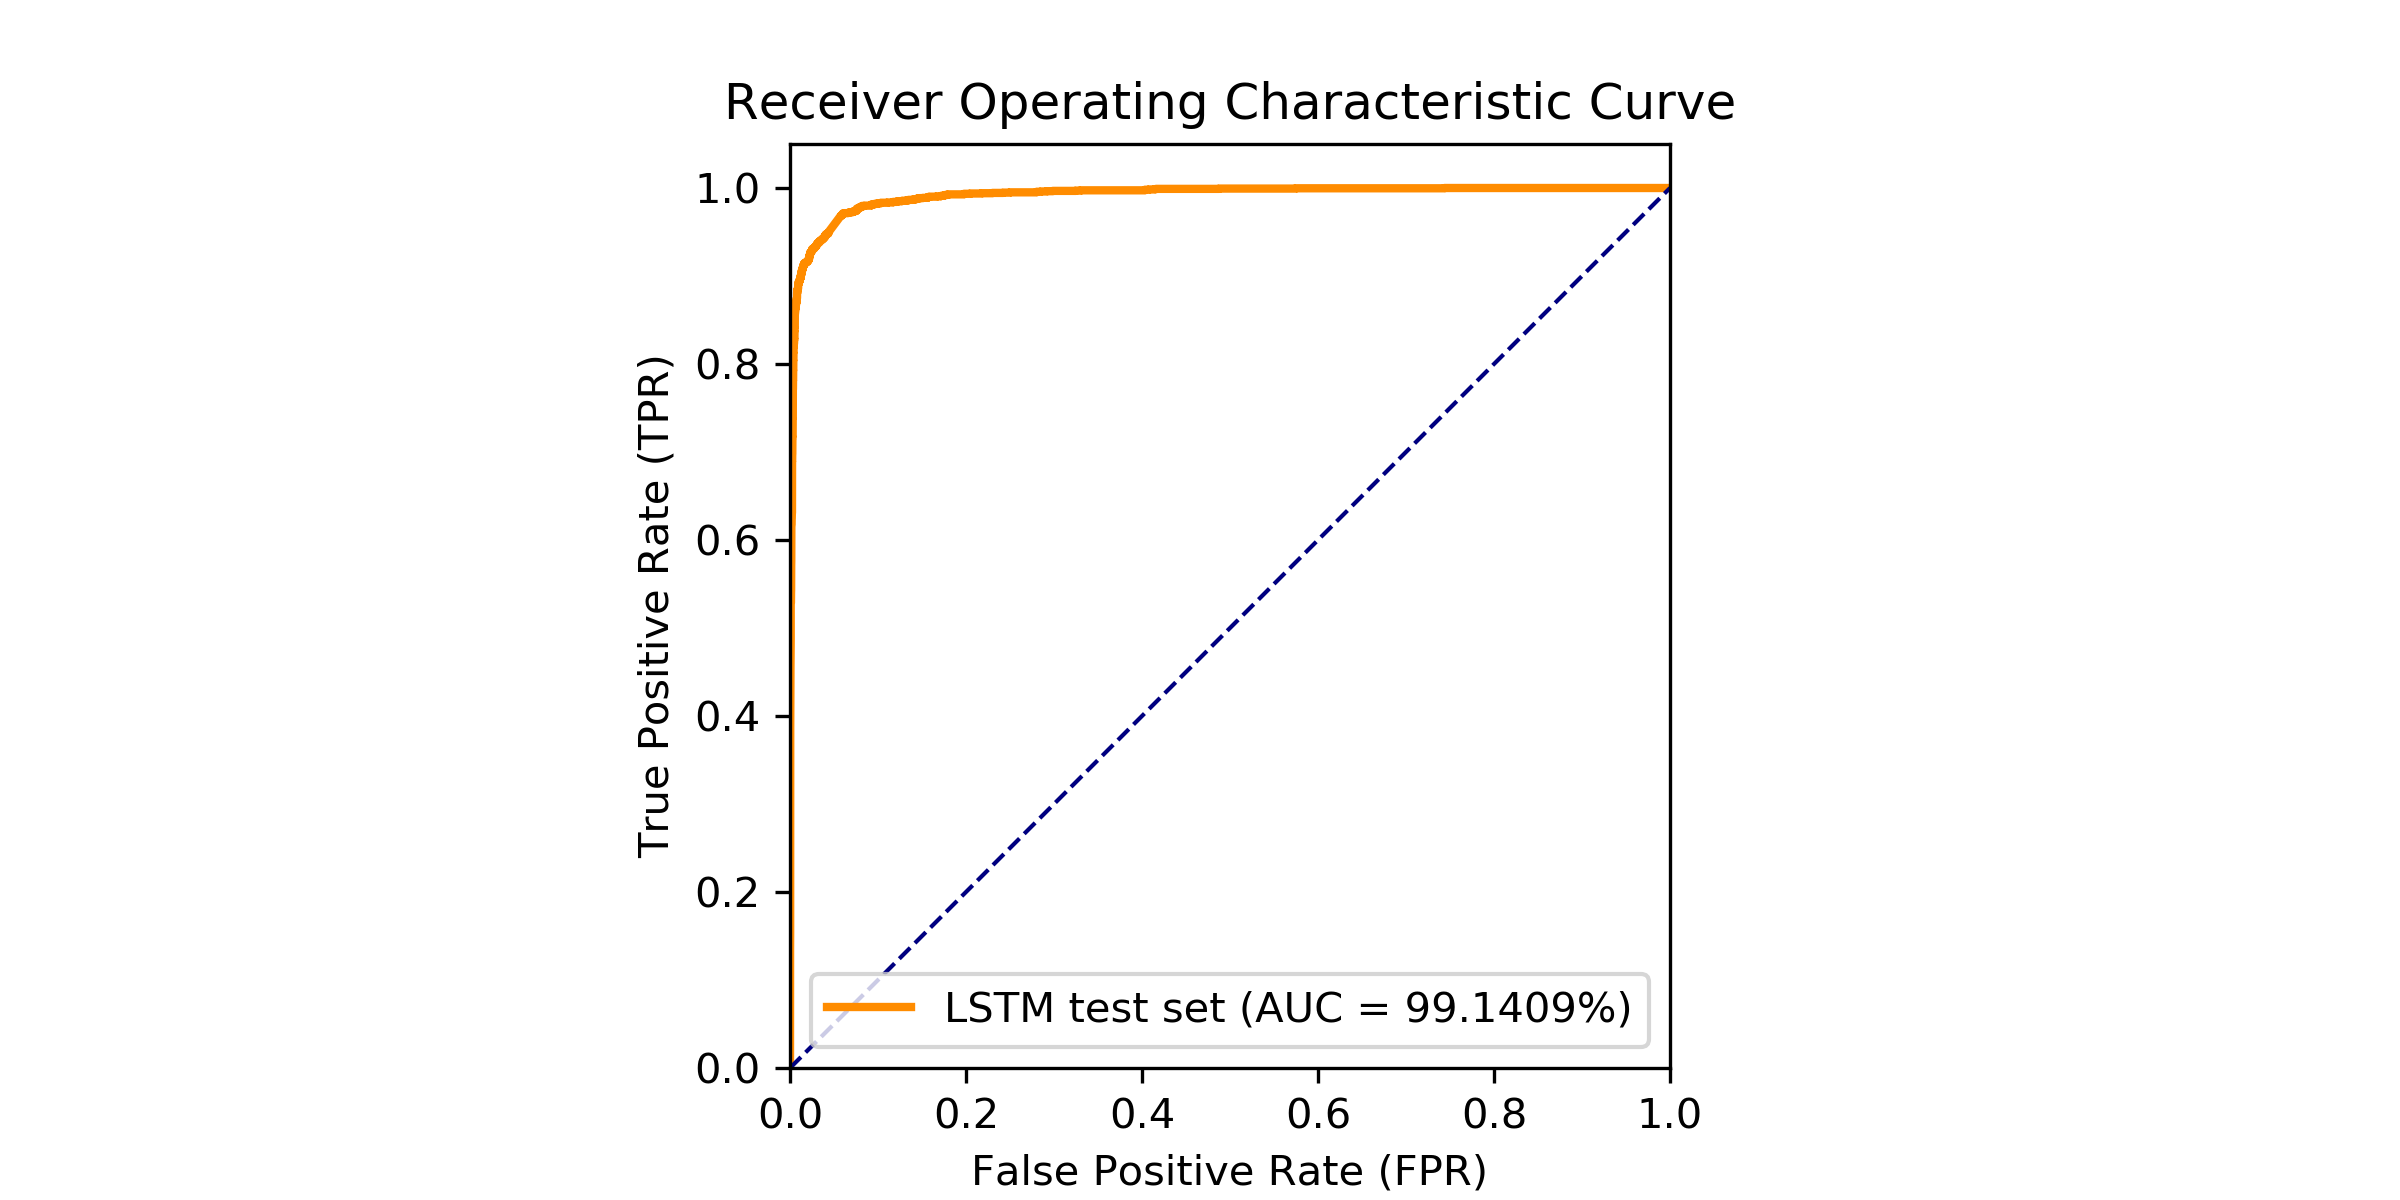 Receiver Operating Characteristic Curve
1.0
0.8
0.6
0.4
0.2
0.0
True Positive Rate (TPR)
LSTM test set (AUC = 99.1409%)
0.0 0.2 0.4 0.6 0.8 1.0
False Positive Rate (FPR)